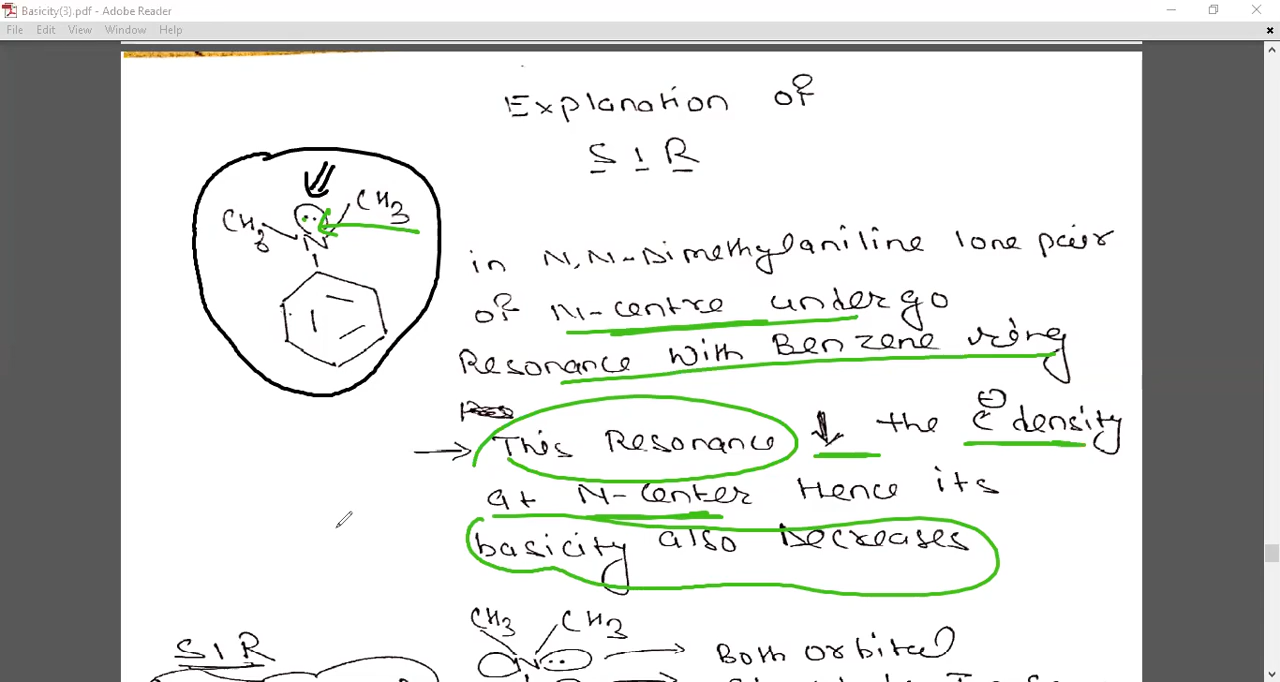 Basicity(3).pdf - Adobe Reader
File Edit View Window Help
Explanation of
S I R
CH3 CH3
N
in N,N-Dimethylaniline lone pair
of N-centre undergo
Resonance with Benzene ring
→ This Resonance ↓ the e⊖ density
at N-center Hence its
basicity also Decreases
CH3 CH3
S I R
N → Both orbital